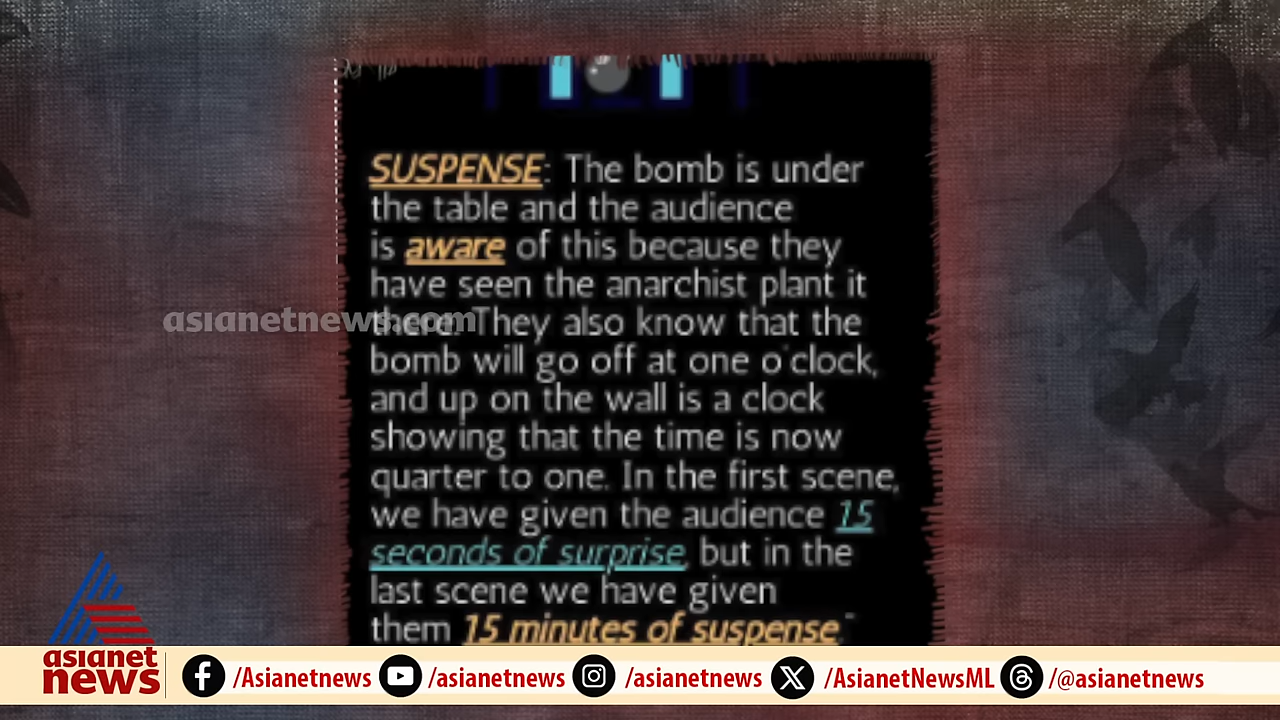 SUSPENSE: The bomb is under
the table and the audience
is aware of this because they
have seen the anarchist plant it
there. They also know that the
asianetnews.com
bomb will go off at one o'clock,
and up on the wall is a clock
showing that the time is now
quarter to one. In the first scene,
we have given the audience 15
seconds of surprise, but in the
last scene we have given
them 15 minutes of suspense."
asianet
news
/Asianetnews
/asianetnews
/asianetnews
/AsianetNewsML
/@asianetnews